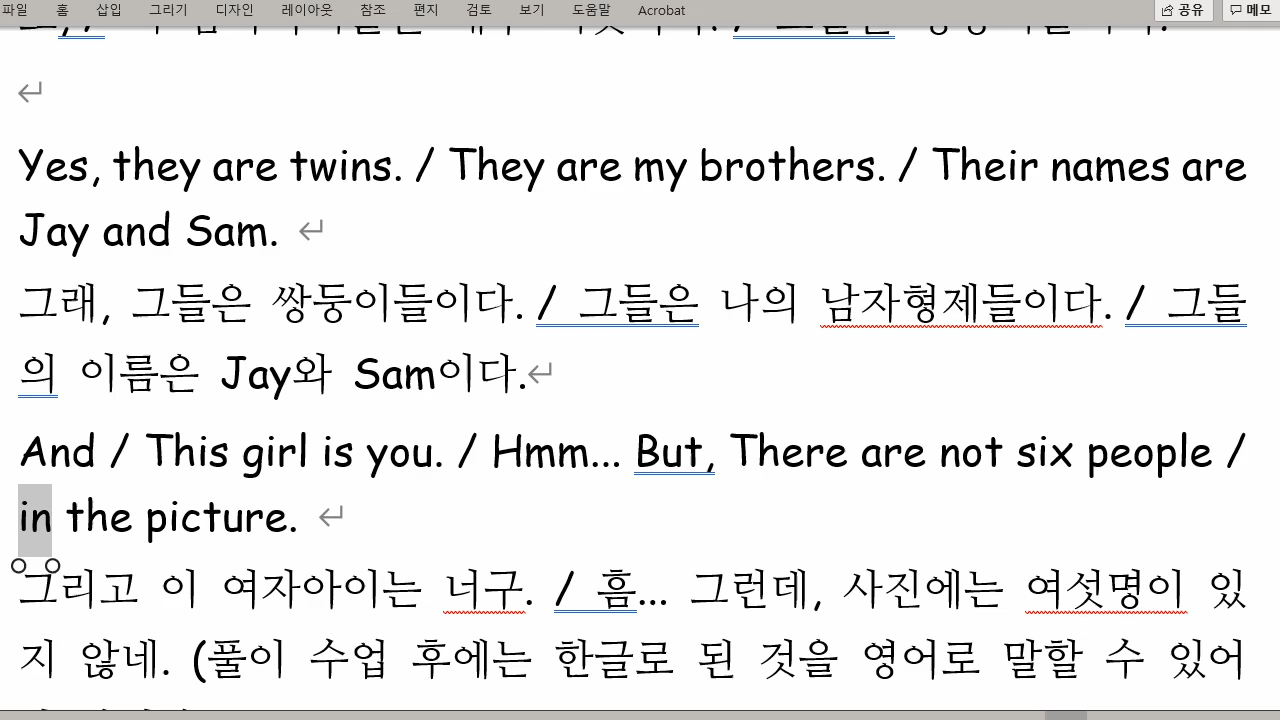 파일 홈 삽입 그리기 디자인 레이아웃 참조 편지 검토 보기 도움말 Acrobat 공유 메모
Yes, they are twins. / They are my brothers. / Their names are
Jay and Sam.
그래, 그들은 쌍둥이들이다. / 그들은 나의 남자형제들이다. / 그들
의 이름은 Jay와 Sam이다.
And / This girl is you. / Hmm... But, There are not six people /
in the picture.
그리고 이 여자아이는 너구. / 흠... 그런데, 사진에는 여섯명이 있
지 않네. (풀이 수업 후에는 한글로 된 것을 영어로 말할 수 있어